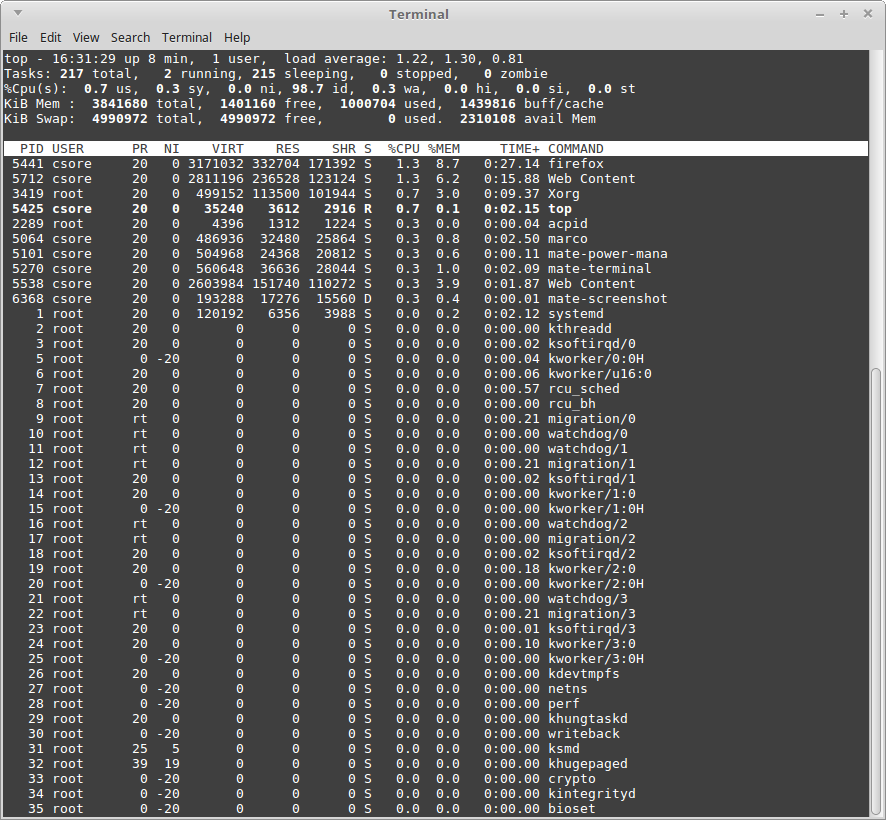 Terminal
File Edit View Search Terminal Help
top - 16:31:29 up 8 min,  1 user,  load average: 1.22, 1.30, 0.81
Tasks: 217 total,   2 running, 215 sleeping,   0 stopped,   0 zombie
%Cpu(s):  0.7 us,  0.3 sy,  0.0 ni, 98.7 id,  0.3 wa,  0.0 hi,  0.0 si,  0.0 st
KiB Mem :  3841680 total,  1401160 free,  1000704 used,  1439816 buff/cache
KiB Swap:  4990972 total,  4990972 free,        0 used.  2310108 avail Mem
  PID USER      PR  NI    VIRT    RES    SHR S  %CPU %MEM     TIME+ COMMAND
 5441 csore     20   0 3171032 332704 171392 S   1.3  8.7   0:27.14 firefox
 5712 csore     20   0 2811196 236528 123124 S   1.3  6.2   0:15.88 Web Content
 3419 root      20   0  499152 113500 101944 S   0.7  3.0   0:09.37 Xorg
 5425 csore     20   0   35240   3612   2916 R   0.7  0.1   0:02.15 top
 2289 root      20   0    4396   1312   1224 S   0.3  0.0   0:00.04 acpid
 5064 csore     20   0  486936  32480  25864 S   0.3  0.8   0:02.50 marco
 5101 csore     20   0  504968  24368  20812 S   0.3  0.6   0:00.11 mate-power-mana
 5270 csore     20   0  560648  36636  28044 S   0.3  1.0   0:02.09 mate-terminal
 5538 csore     20   0 2603984 151740 110272 S   0.3  3.9   0:01.87 Web Content
 6368 csore     20   0  193288  17276  15560 D   0.3  0.4   0:00.01 mate-screenshot
    1 root      20   0  120192   6356   3988 S   0.0  0.2   0:02.12 systemd
    2 root      20   0       0      0      0 S   0.0  0.0   0:00.00 kthreadd
    3 root      20   0       0      0      0 S   0.0  0.0   0:00.02 ksoftirqd/0
    5 root       0 -20       0      0      0 S   0.0  0.0   0:00.04 kworker/0:0H
    6 root      20   0       0      0      0 S   0.0  0.0   0:00.06 kworker/u16:0
    7 root      20   0       0      0      0 S   0.0  0.0   0:00.57 rcu_sched
    8 root      20   0       0      0      0 S   0.0  0.0   0:00.00 rcu_bh
    9 root      rt   0       0      0      0 S   0.0  0.0   0:00.21 migration/0
   10 root      rt   0       0      0      0 S   0.0  0.0   0:00.00 watchdog/0
   11 root      rt   0       0      0      0 S   0.0  0.0   0:00.00 watchdog/1
   12 root      rt   0       0      0      0 S   0.0  0.0   0:00.21 migration/1
   13 root      20   0       0      0      0 S   0.0  0.0   0:00.02 ksoftirqd/1
   14 root      20   0       0      0      0 S   0.0  0.0   0:00.00 kworker/1:0
   15 root       0 -20       0      0      0 S   0.0  0.0   0:00.00 kworker/1:0H
   16 root      rt   0       0      0      0 S   0.0  0.0   0:00.00 watchdog/2
   17 root      rt   0       0      0      0 S   0.0  0.0   0:00.00 migration/2
   18 root      20   0       0      0      0 S   0.0  0.0   0:00.02 ksoftirqd/2
   19 root      20   0       0      0      0 S   0.0  0.0   0:00.18 kworker/2:0
   20 root       0 -20       0      0      0 S   0.0  0.0   0:00.00 kworker/2:0H
   21 root      rt   0       0      0      0 S   0.0  0.0   0:00.00 watchdog/3
   22 root      rt   0       0      0      0 S   0.0  0.0   0:00.21 migration/3
   23 root      20   0       0      0      0 S   0.0  0.0   0:00.01 ksoftirqd/3
   24 root      20   0       0      0      0 S   0.0  0.0   0:00.10 kworker/3:0
   25 root       0 -20       0      0      0 S   0.0  0.0   0:00.00 kworker/3:0H
   26 root      20   0       0      0      0 S   0.0  0.0   0:00.00 kdevtmpfs
   27 root       0 -20       0      0      0 S   0.0  0.0   0:00.00 netns
   28 root       0 -20       0      0      0 S   0.0  0.0   0:00.00 perf
   29 root      20   0       0      0      0 S   0.0  0.0   0:00.00 khungtaskd
   30 root       0 -20       0      0      0 S   0.0  0.0   0:00.00 writeback
   31 root      25   5       0      0      0 S   0.0  0.0   0:00.00 ksmd
   32 root      39  19       0      0      0 S   0.0  0.0   0:00.00 khugepaged
   33 root       0 -20       0      0      0 S   0.0  0.0   0:00.00 crypto
   34 root       0 -20       0      0      0 S   0.0  0.0   0:00.00 kintegrityd
   35 root       0 -20       0      0      0 S   0.0  0.0   0:00.00 bioset